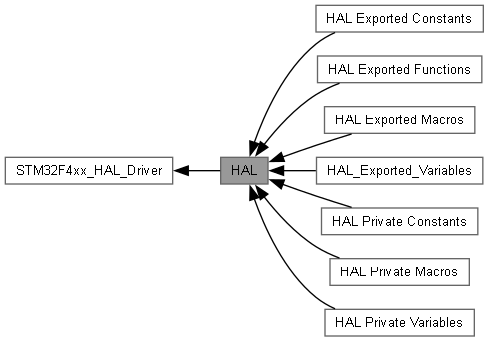 HAL Exported Constants
HAL Exported Functions
HAL Exported Macros
STM32F4xx_HAL_Driver
HAL
HAL_Exported_Variables
HAL Private Constants
HAL Private Macros
HAL Private Variables